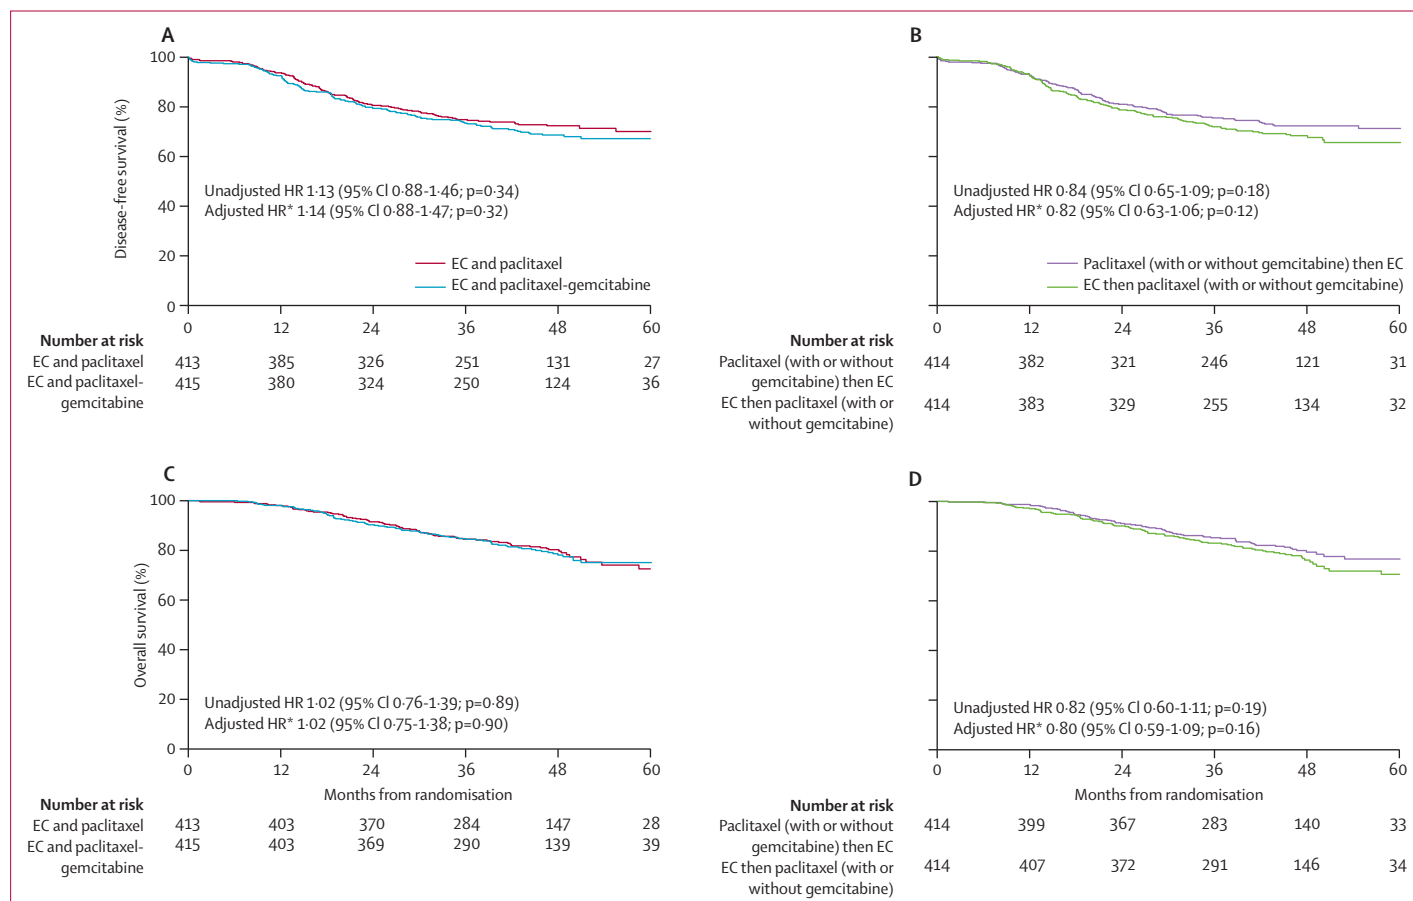 A
100
80
60
40
20
0
Disease-free survival (%)
Unadjusted HR 1·13 (95% CI 0·88-1·46; p=0·34)
Adjusted HR* 1·14 (95% CI 0·88-1·47; p=0·32)
EC and paclitaxel
EC and paclitaxel-gemcitabine
0 12 24 36 48 60
Number at risk
EC and paclitaxel 413 385 326 251 131 27
EC and paclitaxel- 415 380 324 250 124 36
gemcitabine
B
Unadjusted HR 0·84 (95% CI 0·65-1·09; p=0·18)
Adjusted HR* 0·82 (95% CI 0·63-1·06; p=0·12)
Paclitaxel (with or without gemcitabine) then EC
EC then paclitaxel (with or without gemcitabine)
0 12 24 36 48 60
Number at risk
Paclitaxel (with or without 414 382 321 246 121 31
gemcitabine) then EC
EC then paclitaxel (with or 414 383 329 255 134 32
without gemcitabine)
C
100
80
60
40
20
0
Overall survival (%)
Unadjusted HR 1·02 (95% CI 0·76-1·39; p=0·89)
Adjusted HR* 1·02 (95% CI 0·75-1·38; p=0·90)
0 12 24 36 48 60
Months from randomisation
Number at risk
EC and paclitaxel 413 403 370 284 147 28
EC and paclitaxel- 415 403 369 290 139 39
gemcitabine
D
Unadjusted HR 0·82 (95% CI 0·60-1·11; p=0·19)
Adjusted HR* 0·80 (95% CI 0·59-1·09; p=0·16)
0 12 24 36 48 60
Months from randomisation
Number at risk
Paclitaxel (with or without 414 399 367 283 140 33
gemcitabine) then EC
EC then paclitaxel (with or 414 407 372 291 146 34
without gemcitabine)